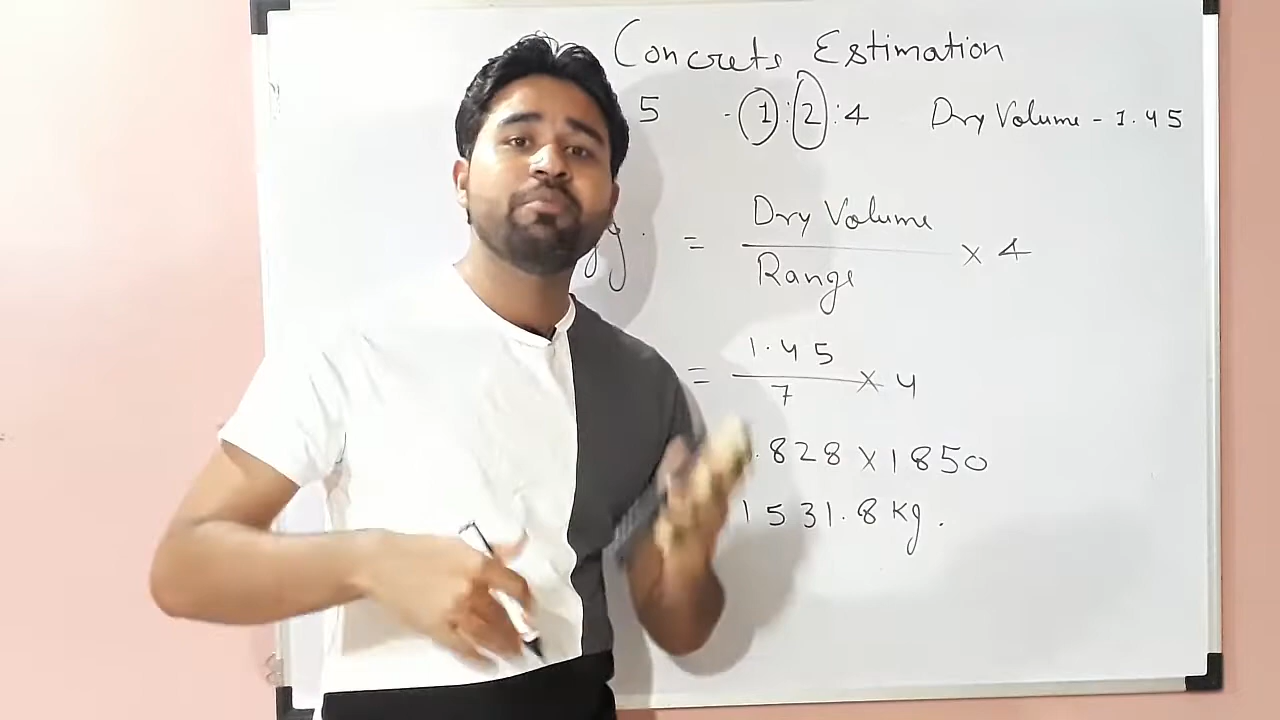 Concrete Estimation
5 - 1 : 2 : 4 Dry Volume - 1.45
= Dry Volume
Range × 4
= 1.45
7 × 4
.828 × 1850
1531.8 Kg.